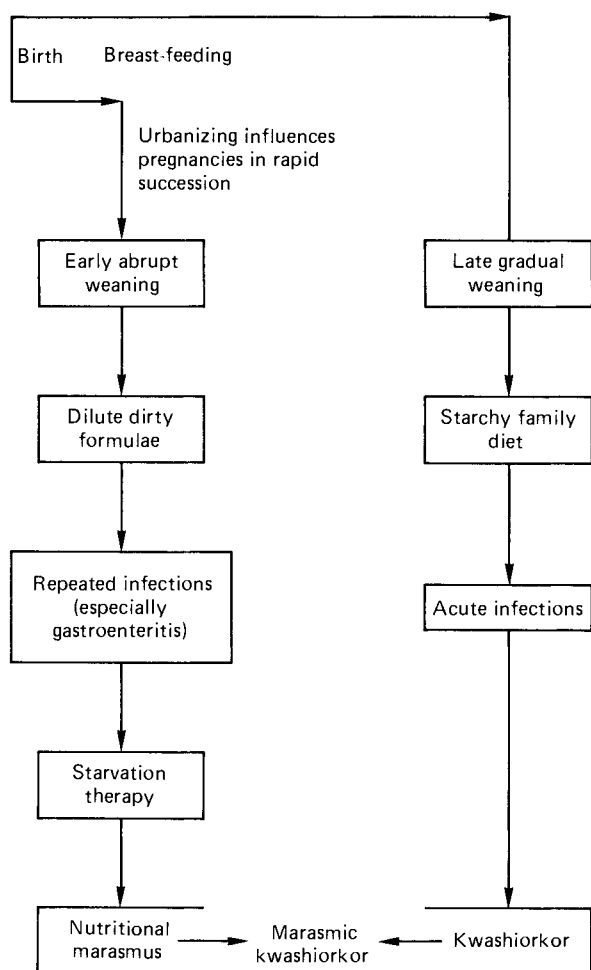 Birth Breast-feeding
Urbanizing influences
pregnancies in rapid
succession
Early abrupt
weaning
Late gradual
weaning
Dilute dirty
formulae
Starchy family
diet
Repeated infections
(especially
gastroenteritis)
Acute infections
Starvation
therapy
Nutritional
marasmus
Marasmic
kwashiorkor
Kwashiorkor